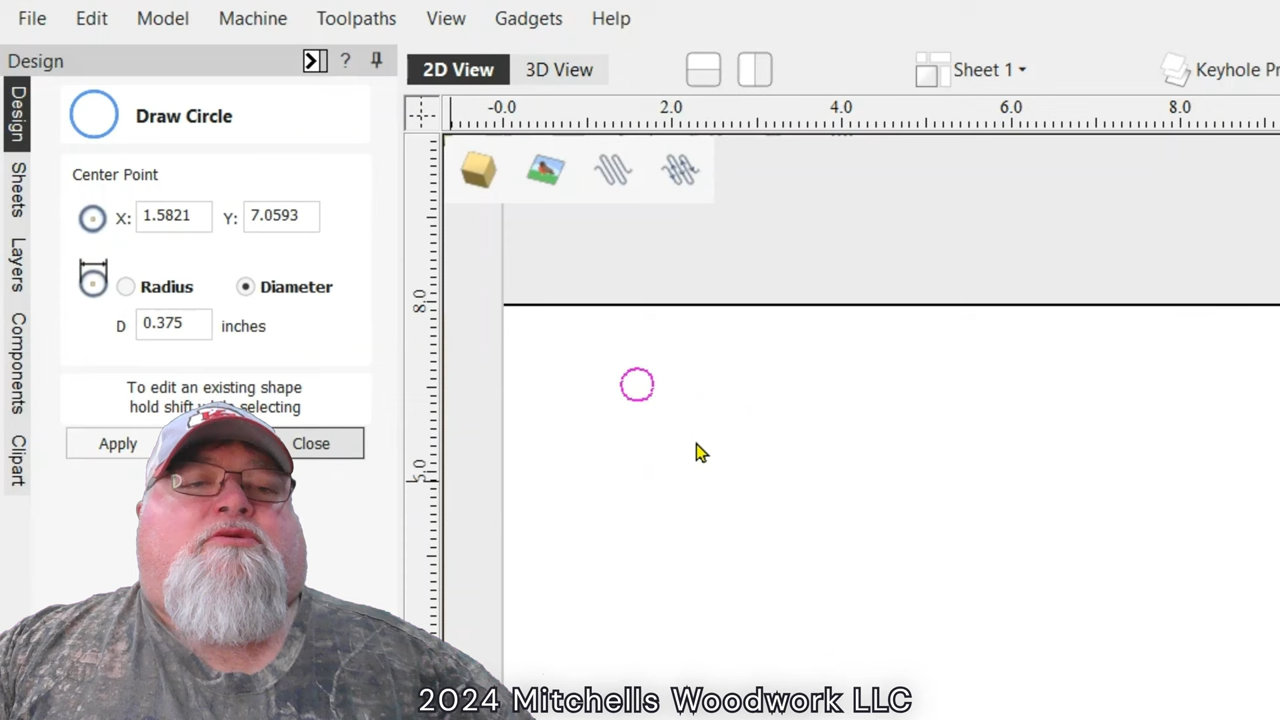 File Edit Model Machine Toolpaths View Gadgets Help
Design ?
2D View 3D View Sheet 1
Draw Circle
-0.0 2.0 4.0 6.0 8.0
Design
Sheets
Layers
Components
Clipart
Center Point
X: 1.5821 Y: 7.0593
Radius Diameter
D 0.375 inches
To edit an existing shape
hold shift while selecting
Apply Close
8.0
2024 Mitchells Woodwork LLC